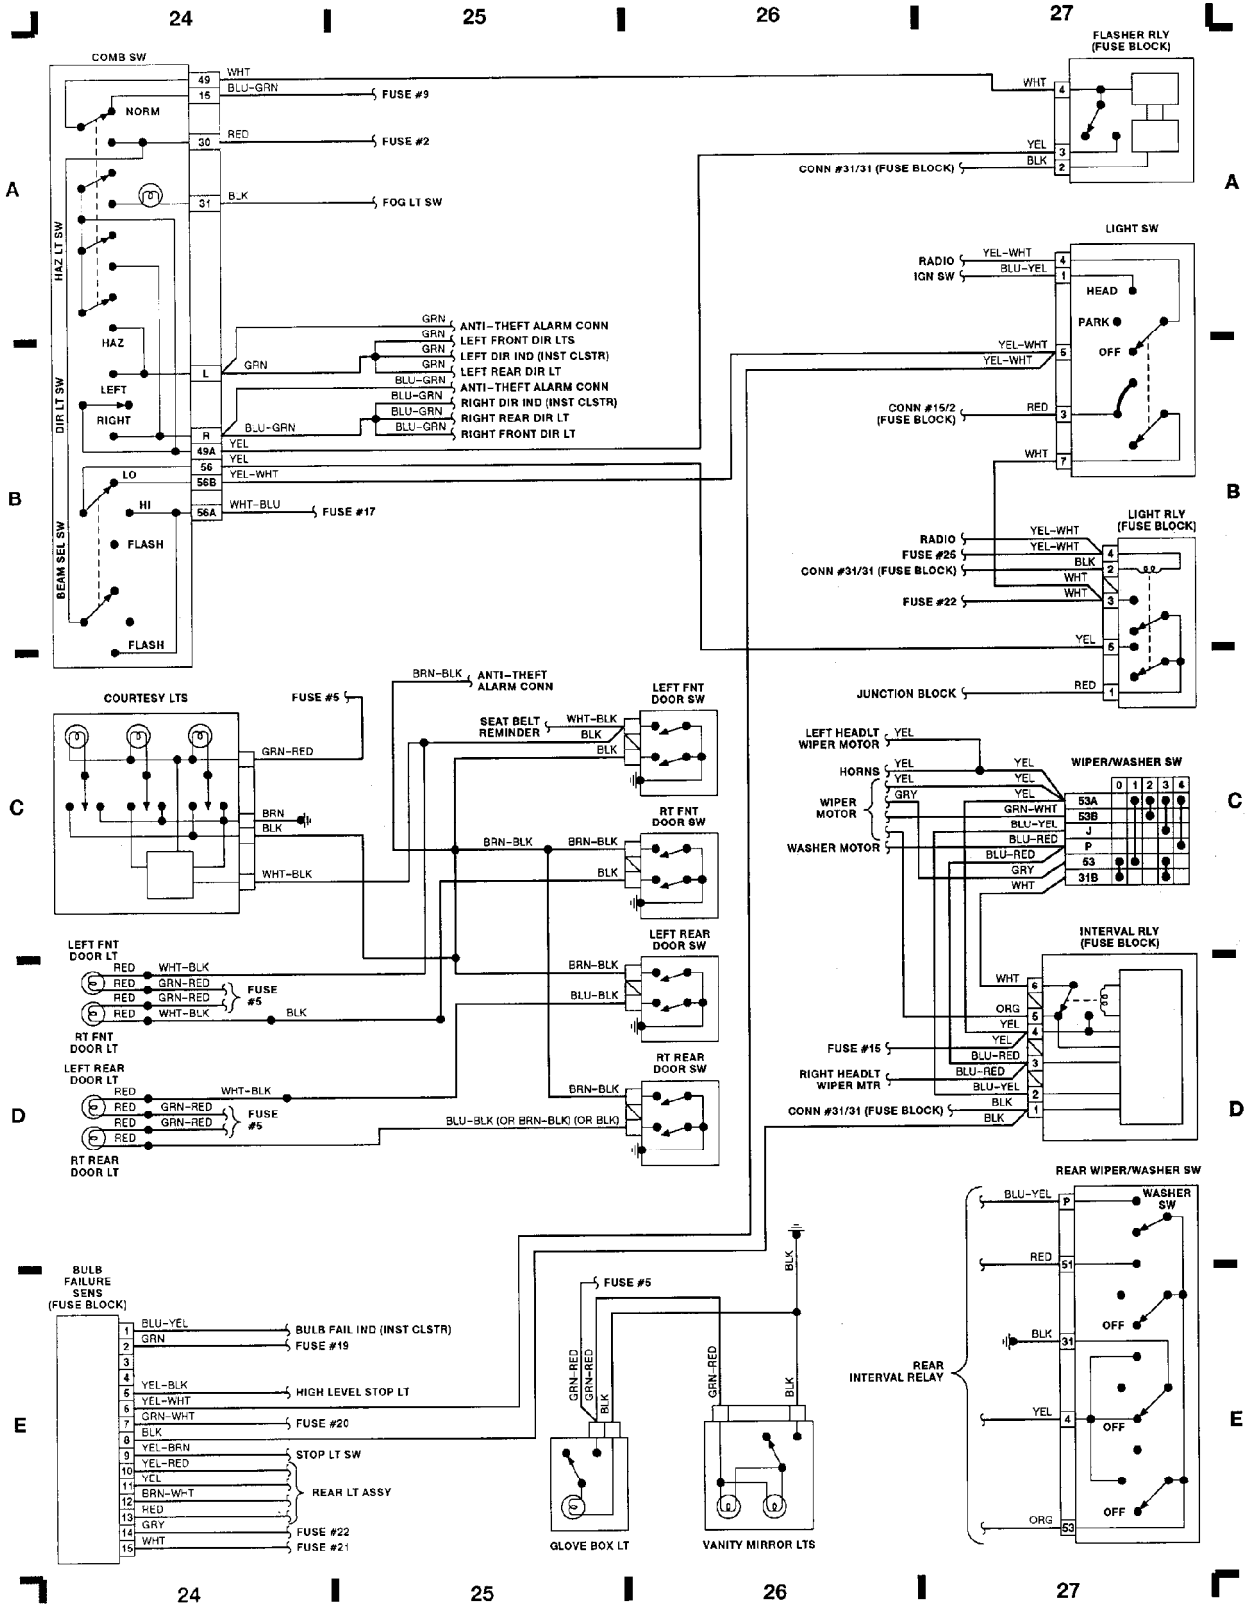 24 25 26 27
COMB SW
49 WHT
15 BLU-GRN FUSE #9
NORM
30 RED FUSE #2
31 BLK FOG LT SW
A
HAZ LT SW
HAZ
GRN ANTI-THEFT ALARM CONN
GRN LEFT FRONT DIR LTS
GRN LEFT DIR IND (INST CLSTR)
L GRN
GRN LEFT REAR DIR LT
BLU-GRN ANTI-THEFT ALARM CONN
BLU-GRN RIGHT DIR IND (INST CLSTR)
BLU-GRN RIGHT REAR DIR LT
BLU-GRN RIGHT FRONT DIR LT
LEFT
RIGHT
DIR LT SW
R BLU-GRN
49A YEL
56 YEL
56B YEL-WHT
56A WHT-BLU FUSE #17
LO
HI
FLASH
FLASH
BEAM SEL SW
B
FLASHER RLY
(FUSE BLOCK)
WHT 4
YEL 3
CONN #31/31 (FUSE BLOCK) BLK 2
A
LIGHT SW
RADIO YEL-WHT 4
IGN SW BLU-YEL 1
HEAD
PARK
OFF
YEL-WHT 5
YEL-WHT
CONN #15/2
(FUSE BLOCK)
RED 3
WHT 7
B
LIGHT RLY
(FUSE BLOCK)
RADIO YEL-WHT
FUSE #26 YEL-WHT 4
CONN #31/31 (FUSE BLOCK) BLK 2
WHT
FUSE #22 WHT 3
YEL 5
JUNCTION BLOCK RED 1
COURTESY LTS
FUSE #5
GRN-RED
BRN
BLK
WHT-BLK
C
BRN-BLK ANTI-THEFT
ALARM CONN
SEAT BELT
REMINDER
WHT-BLK
BLK
BLK
LEFT FNT
DOOR SW
BRN-BLK BRN-BLK
BLK
RT FNT
DOOR SW
LEFT REAR
DOOR SW
BRN-BLK
BLU-BLK
RT REAR
DOOR SW
BRN-BLK
BLU-BLK (OR BRN-BLK) (OR BLK)
LEFT FNT
DOOR LT
RED WHT-BLK
RED GRN-RED
RED GRN-RED
FUSE
#5
RED WHT-BLK BLK
RT FNT
DOOR LT
LEFT REAR
DOOR LT
RED WHT-BLK
RED GRN-RED
RED GRN-RED
FUSE
#5
RED
RT REAR
DOOR LT
D
LEFT HEADLT
WIPER MOTOR
YEL
HORNS YEL YEL
YEL YEL
GRY YEL
WIPER
MOTOR
GRN-WHT
BLU-YEL
WASHER MOTOR BLU-RED
BLU-RED
GRY
WHT
WIPER/WASHER SW
0 1 2 3 4
53A
53B
J
P
53
31B
C
INTERVAL RLY
(FUSE BLOCK)
WHT 6
ORG 5
YEL 4
FUSE #15 YEL
BLU-RED 3
RIGHT HEADLT
WIPER MTR
BLU-RED
BLU-YEL 2
CONN #31/31 (FUSE BLOCK) BLK 1
BLK
D
REAR WIPER/WASHER SW
BLU-YEL P
WASHER
SW
RED 51
OFF
BLK 31
REAR
INTERVAL RELAY
YEL 4
OFF
OFF
ORG 53
E
BULB
FAILURE
SENS
(FUSE BLOCK)
1 BLU-YEL BULB FAIL IND (INST CLSTR)
2 GRN FUSE #19
3
4
5 YEL-BLK HIGH LEVEL STOP LT
6 YEL-WHT
7 GRN-WHT FUSE #20
8 BLK
9 YEL-BRN STOP LT SW
10 YEL-RED
11 YEL
12 BRN-WHT
13 RED
REAR LT ASSY
14 GRY FUSE #22
15 WHT FUSE #21
E
FUSE #5
GRN-RED
GRN-RED
BLK
GLOVE BOX LT
BLK
GRN-RED
BLK
VANITY MIRROR LTS
24 25 26 27